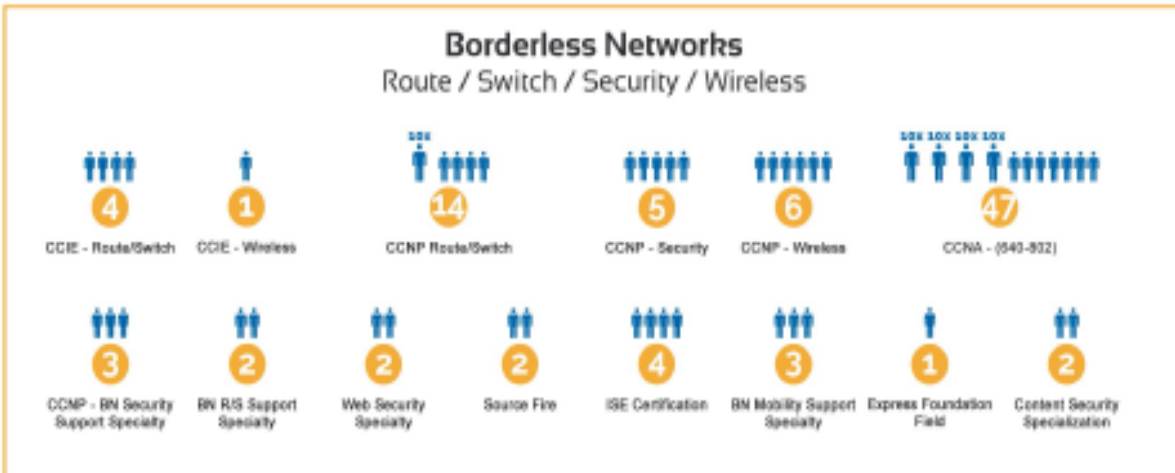 Borderless Networks
Route / Switch / Security / Wireless
10x
10x 10x 10x 10x
4
1
14
5
6
47
CCIE - Route/Switch
CCIE - Wireless
CCNP Route/Switch
CCNP - Security
CCNP - Wireless
CCNA - (640-802)
3
2
2
2
4
3
1
2
CCNP - BN Security
Support Specialty
BN R/S Support
Specialty
Web Security
Specialty
Source Fire
ISE Certification
BN Mobility Support
Specialty
Express Foundation
Field
Content Security
Specialization